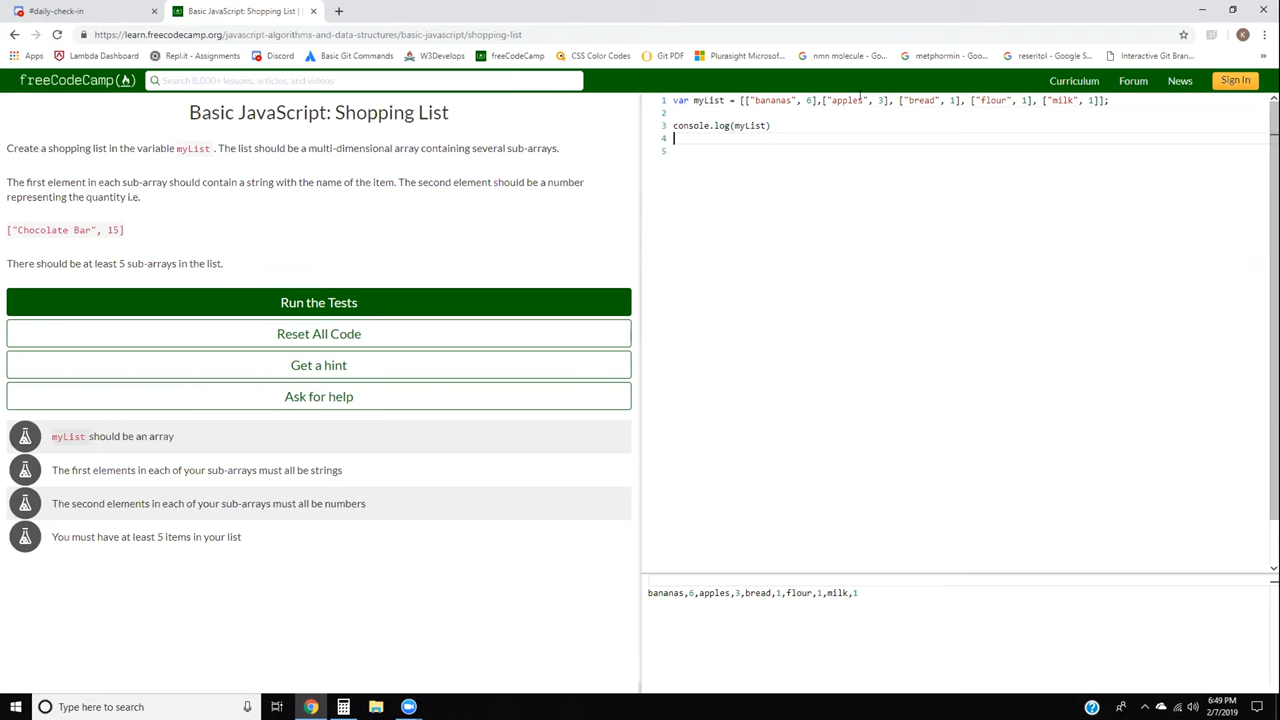 #daily-check-in
Basic JavaScript: Shopping List |
https://learn.freecodecamp.org/javascript-algorithms-and-data-structures/basic-javascript/shopping-list
Apps
Lambda Dashboard
Repl.it - Assignments
Discord
Basic Git Commands
W3Develops
freeCodeCamp
CSS Color Codes
Git PDF
Plurasight Microsof...
nmn molecule - Goo...
metphormin - Goo...
reseritol - Google S...
Interactive Git Bran...
freeCodeCamp
Search 8,000+ lessons, articles, and videos
Curriculum
Forum
News
Sign In
Basic JavaScript: Shopping List
Create a shopping list in the variable myList . The list should be a multi-dimensional array containing several sub-arrays.
The first element in each sub-array should contain a string with the name of the item. The second element should be a number
representing the quantity i.e.
["Chocolate Bar", 15]
There should be at least 5 sub-arrays in the list.
Run the Tests
Reset All Code
Get a hint
Ask for help
myList should be an array
The first elements in each of your sub-arrays must all be strings
The second elements in each of your sub-arrays must all be numbers
You must have at least 5 items in your list
1 var myList = [["bananas", 6],["apples", 3], ["bread", 1], ["flour", 1], ["milk", 1]];
2
3 console.log(myList)
4
5
bananas,6,apples,3,bread,1,flour,1,milk,1
Type here to search
6:49 PM
2/7/2019